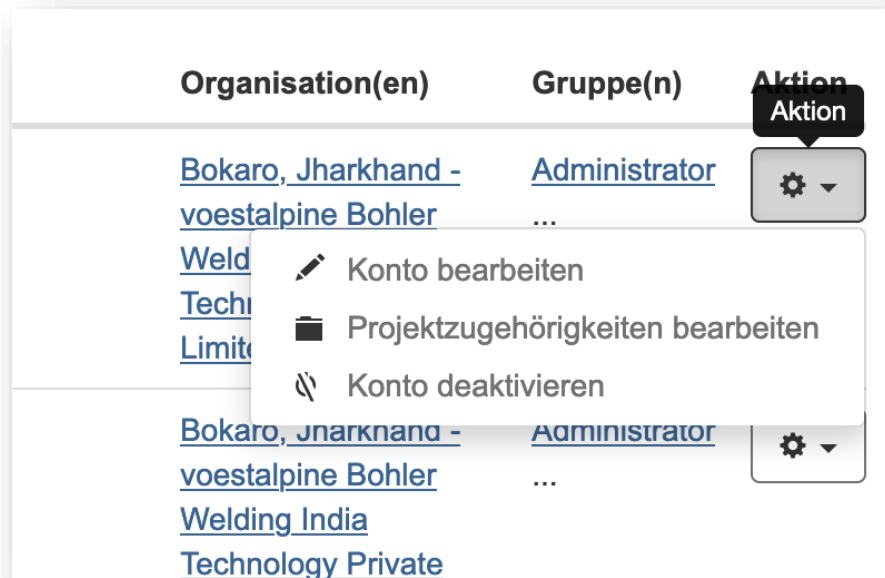 Organisation(en) Gruppe(n) Aktion
Aktion
Bokaro, Jharkhand - Administrator
voestalpine Bohler ...
Weld
Konto bearbeiten
Techn
Projektzugehörigkeiten bearbeiten
Limite
Konto deaktivieren
Bokaro, Jharkhand - Administrator
voestalpine Bohler ...
Welding India
Technology Private